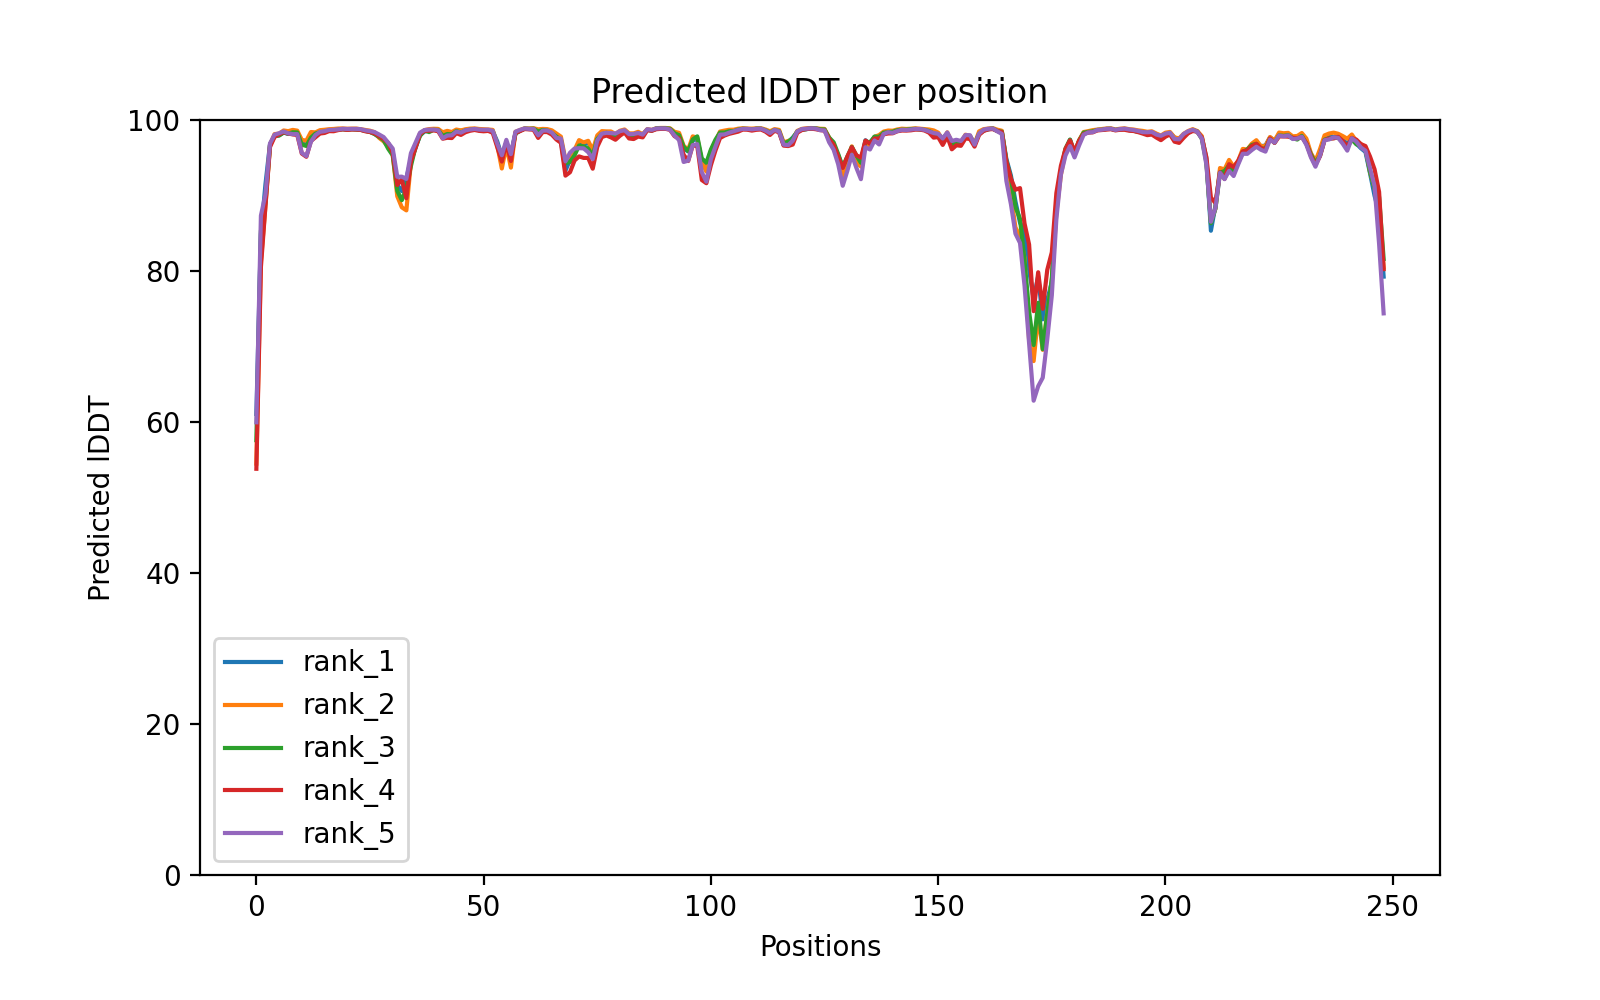 Predicted lDDT per position
100
80
60
40
20
0
Predicted lDDT
rank_1
rank_2
rank_3
rank_4
rank_5
0 50 100 150 200 250
Positions